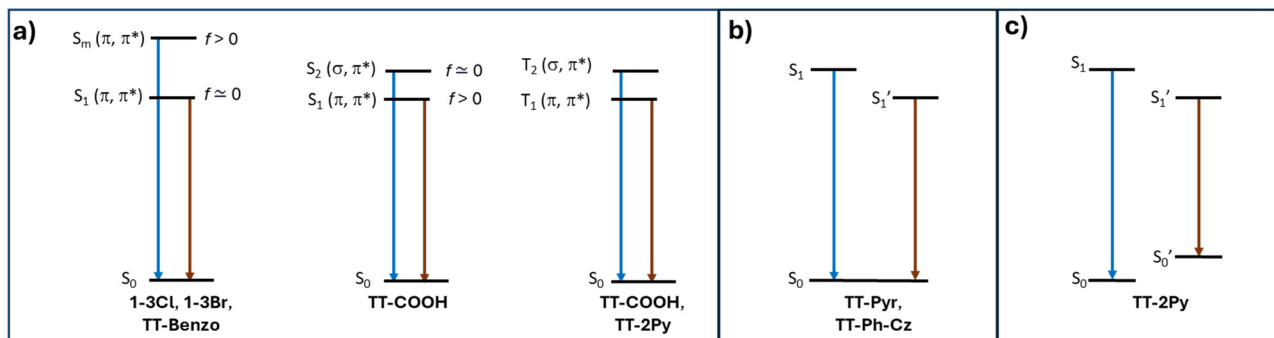 a)
Sm (π, π*) f > 0
S1 (π, π*) f ≃ 0
S0
1-3Cl, 1-3Br,
TT-Benzo
S2 (σ, π*) f ≃ 0
S1 (π, π*) f > 0
S0
TT-COOH
T2 (σ, π*)
T1 (π, π*)
S0
TT-COOH,
TT-2Py
b)
S1
S1′
S0
TT-Pyr,
TT-Ph-Cz
c)
S1
S1′
S0′
S0
TT-2Py